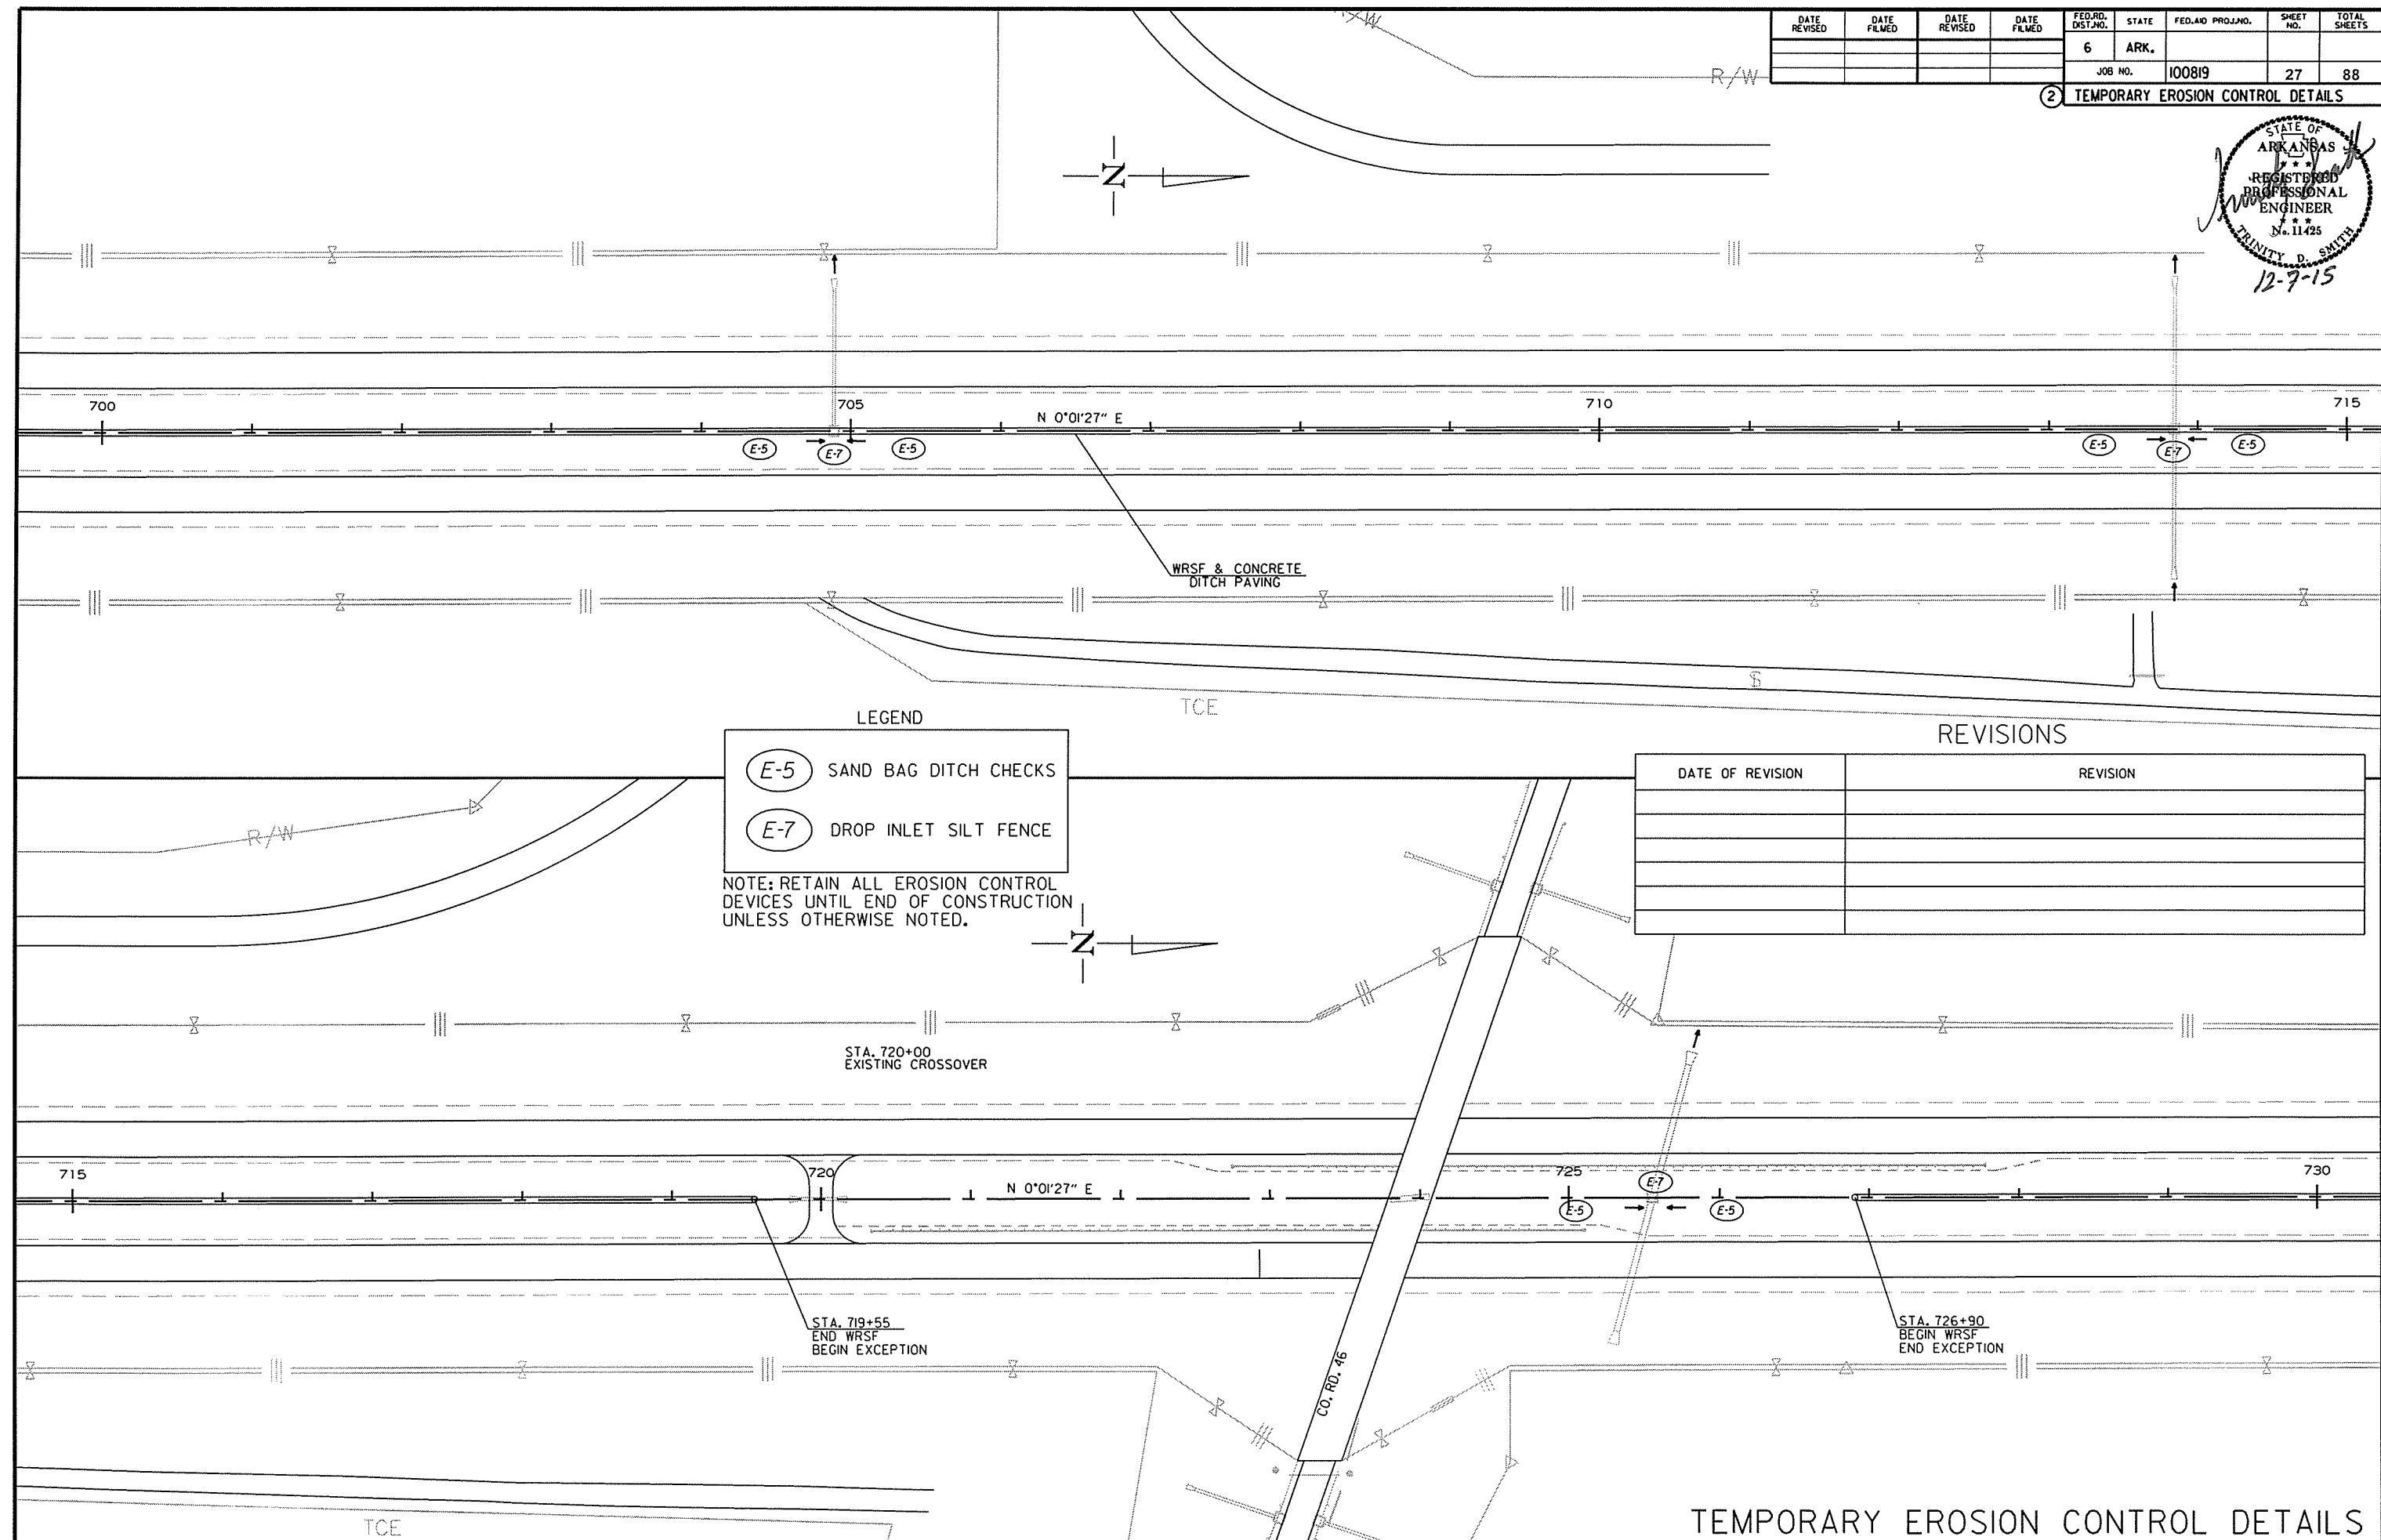 DATE REVISED
DATE FILMED
DATE REVISED
DATE FILMED
FED.RD. DIST.NO.
STATE
FED.AID PROJ.NO.
SHEET NO.
TOTAL SHEETS
6
ARK.
JOB NO.
100819
27
88
2 TEMPORARY EROSION CONTROL DETAILS
STATE OF
ARKANSAS
REGISTERED
PROFESSIONAL
ENGINEER
No. 11425
TRINITY D. SMITH
12-7-15
R/W
R/W
N
700
705
N 0°01'27" E
710
715
E-5
E-7
E-5
E-5
E-7
E-5
WRSF & CONCRETE
DITCH PAVING
TCE
LEGEND
E-5 SAND BAG DITCH CHECKS
E-7 DROP INLET SILT FENCE
NOTE: RETAIN ALL EROSION CONTROL
DEVICES UNTIL END OF CONSTRUCTION
UNLESS OTHERWISE NOTED.
REVISIONS
DATE OF REVISION
REVISION
R/W
N
STA. 720+00
EXISTING CROSSOVER
715
720
N 0°01'27" E
725
730
E-7
E-5
E-5
STA. 719+55
END WRSF
BEGIN EXCEPTION
STA. 726+90
BEGIN WRSF
END EXCEPTION
CO. RD. 46
TCE
TEMPORARY EROSION CONTROL DETAILS